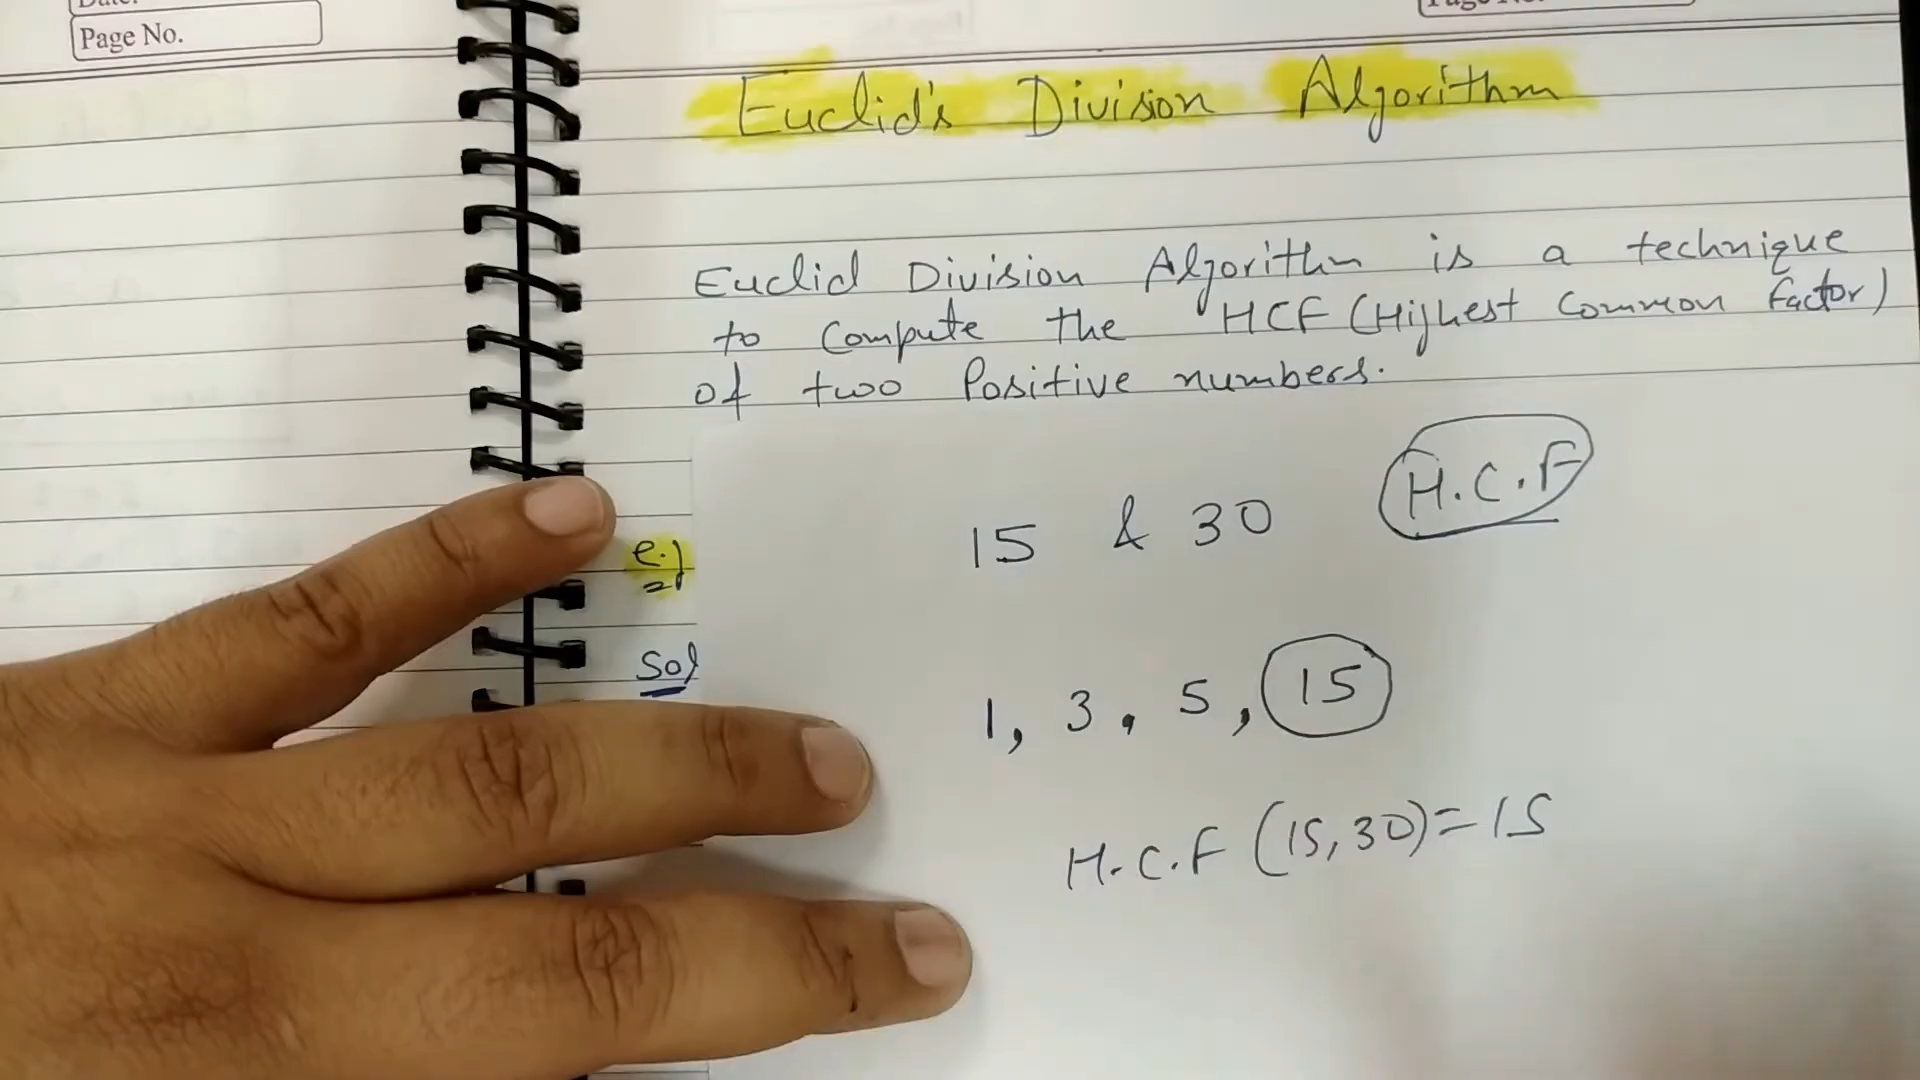 Page No.
Euclid's Division Algorithm
Euclid Division Algorithm is a technique
to compute the HCF (Highest Common Factor)
of two Positive numbers.
15 & 30 H.C.F
e.g
Sol
1, 3, 5, 15
H.C.F (15,30)=15